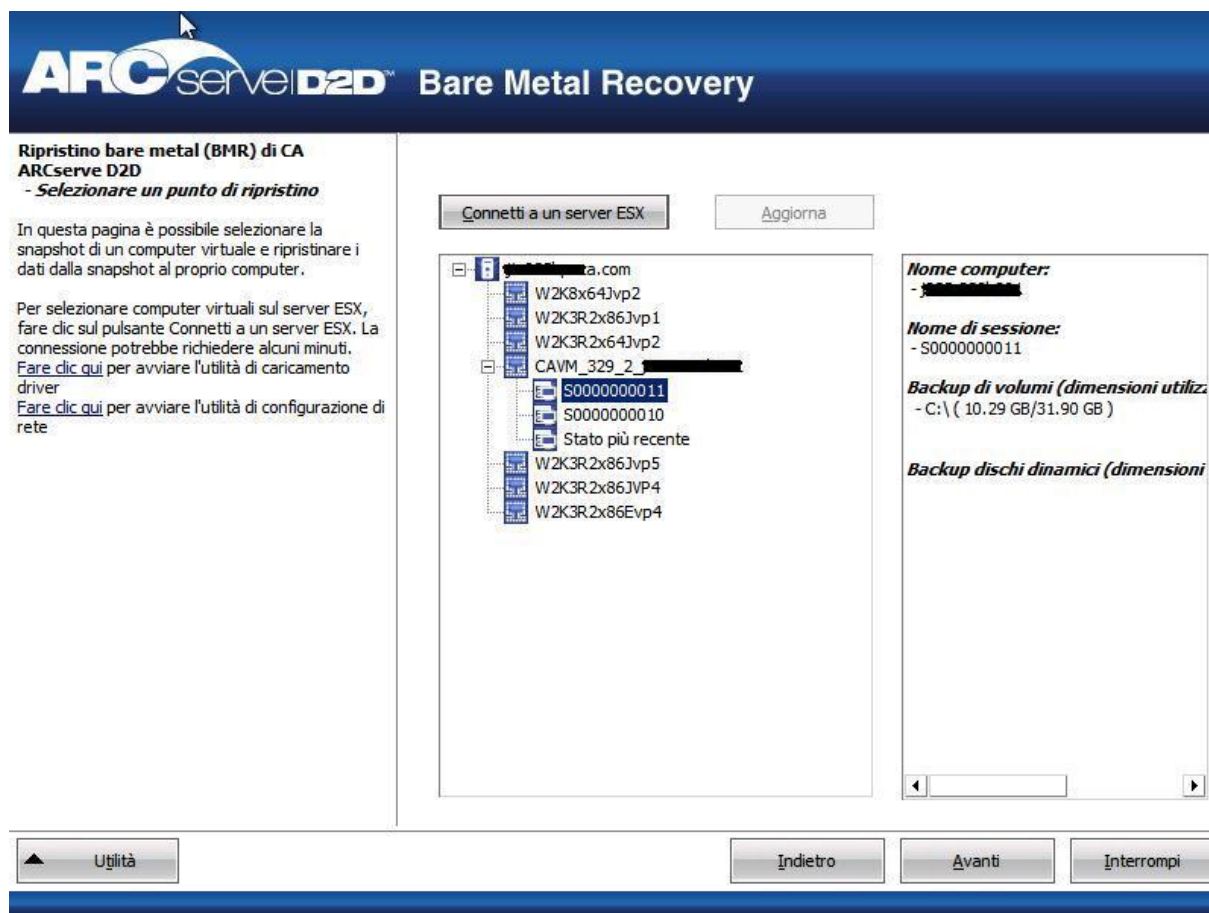 ARCserve D2D™ Bare Metal Recovery
Ripristino bare metal (BMR) di CA
ARCserve D2D
- Selezionare un punto di ripristino
In questa pagina è possibile selezionare la
snapshot di un computer virtuale e ripristinare i
dati dalla snapshot al proprio computer.
Per selezionare computer virtuali sul server ESX,
fare clic sul pulsante Connetti a un server ESX. La
connessione potrebbe richiedere alcuni minuti.
Fare clic qui per avviare l'utilità di caricamento
driver
Fare clic qui per avviare l'utilità di configurazione di
rete
Connetti a un server ESX
Aggiorna
a.com
W2K8x64Jvp2
W2K3R2x86Jvp1
W2K3R2x64Jvp2
CAVM_329_2_
S0000000011
S0000000010
Stato più recente
W2K3R2x86Jvp5
W2K3R2x86JVP4
W2K3R2x86Evp4
Nome computer:
-
Nome di sessione:
- S0000000011
Backup di volumi (dimensioni utilizz
- C:\ ( 10.29 GB/31.90 GB )
Backup dischi dinamici (dimensioni
Utilità
Indietro
Avanti
Interrompi